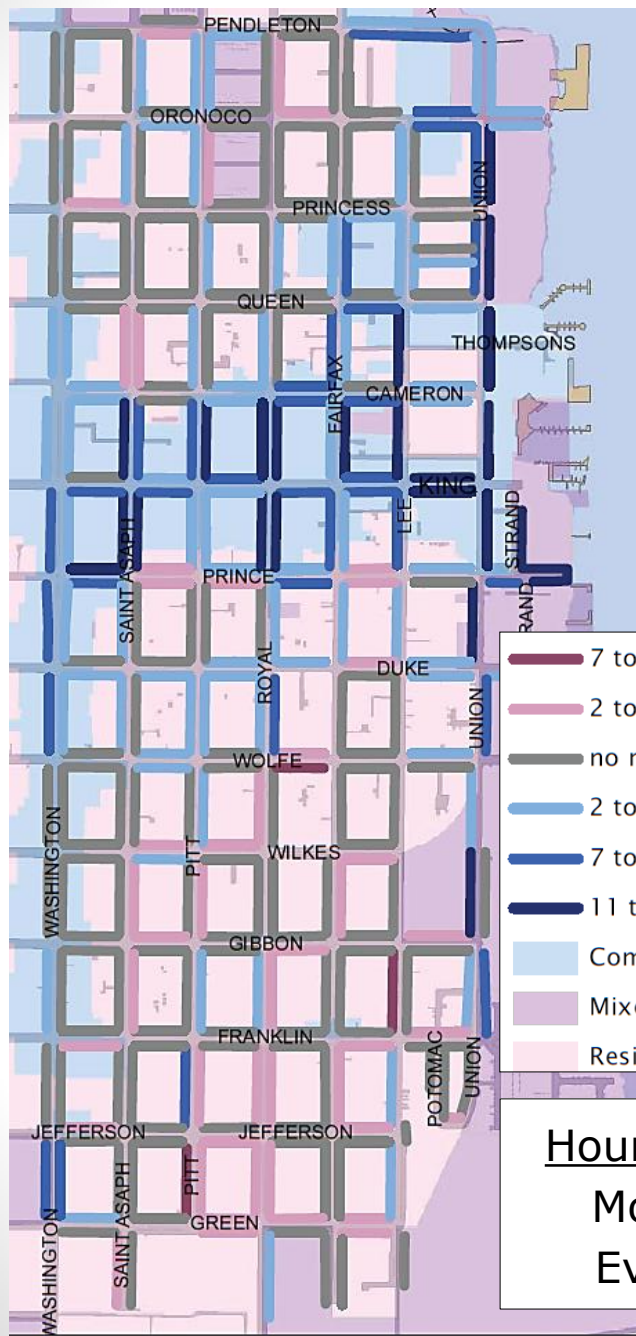 PENDLETON
ORONOCO
PRINCESS
UNION
QUEEN
THOMPSONS
FAIRFAX
CAMERON
KING
LEE
STRAND
SAINT ASAPH
PRINCE
RAND
ROYAL
DUKE
UNION
WOLFE
WASHINGTON
PITT
WILKES
GIBBON
FRANKLIN
POTOMAC
UNION
JEFFERSON
JEFFERSON
SAINT ASAPH
PITT
GREEN
WASHINGTON
7 to
2 to
no
2 to
7 to
11 t
Com
Mix
Resi
Hour
Mo
Ev